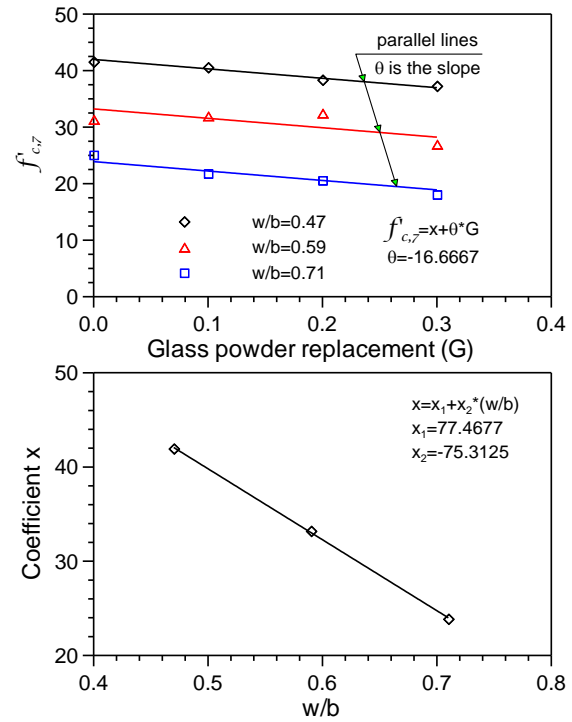 50
40
30
20
10
0
f'c,7
parallel lines
θ is the slope
w/b=0.47
w/b=0.59
w/b=0.71
f'c,7=x+θ*G
θ=-16.6667
0.0 0.1 0.2 0.3 0.4
Glass powder replacement (G)
50
40
30
20
Coefficient x
x=x1+x2*(w/b)
x1=77.4677
x2=-75.3125
0.4 0.5 0.6 0.7 0.8
w/b